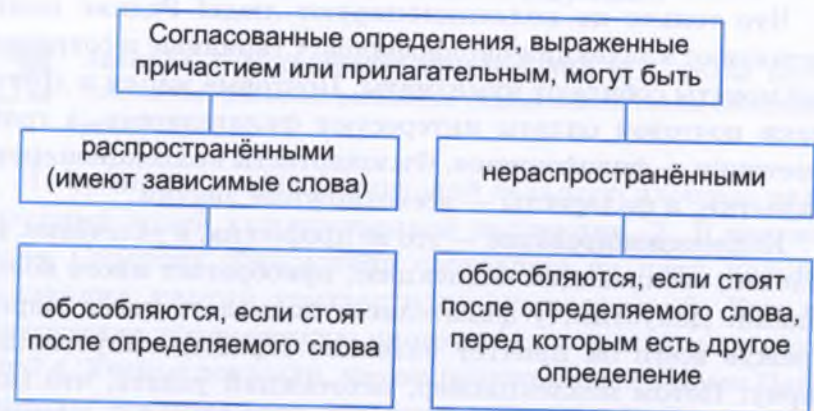 Согласованные определения, выраженные
причастием или прилагательным, могут быть
распространёнными
(имеют зависимые слова)
нераспространёнными
обособляются, если стоят
после определяемого слова
обособляются, если стоят
после определяемого слова,
перед которым есть другое
определение